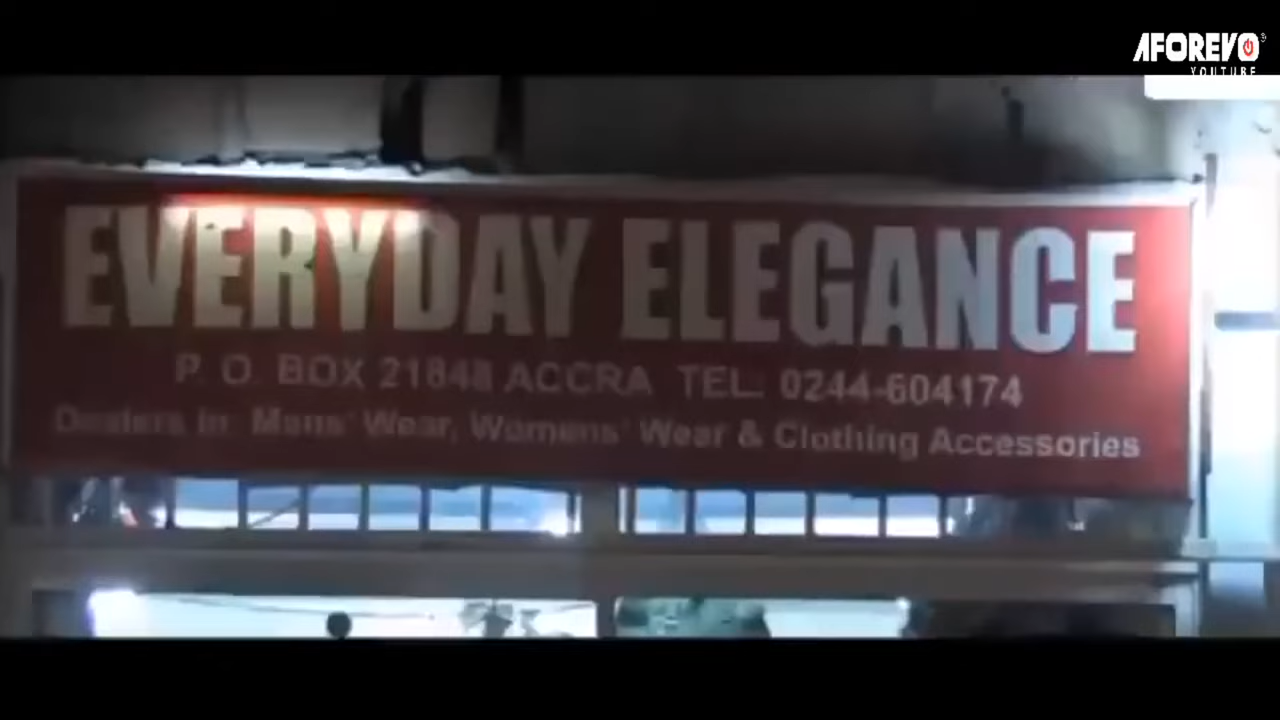 AFOREVO
YOUTUBE
EVERYDAY ELEGANCE
P. O. BOX 21848 ACCRA TEL: 0244-604174
Dealers in: Mens' Wear, Womens' Wear & Clothing Accessories